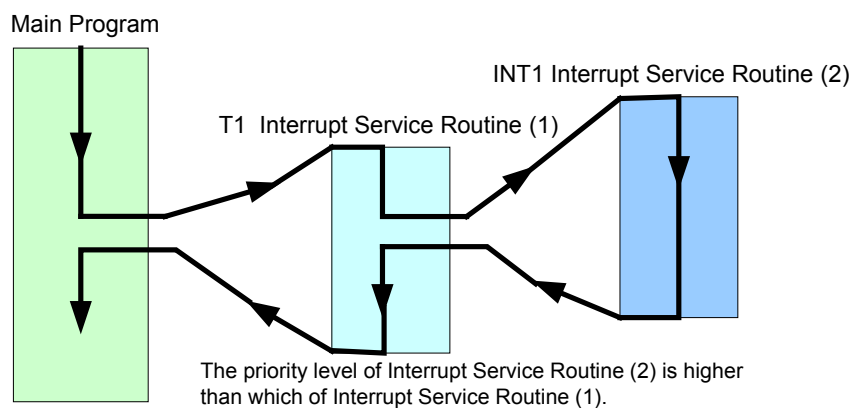 Main Program
INT1 Interrupt Service Routine (2)
T1 Interrupt Service Routine (1)
The priority level of Interrupt Service Routine (2) is higher
than which of Interrupt Service Routine (1).